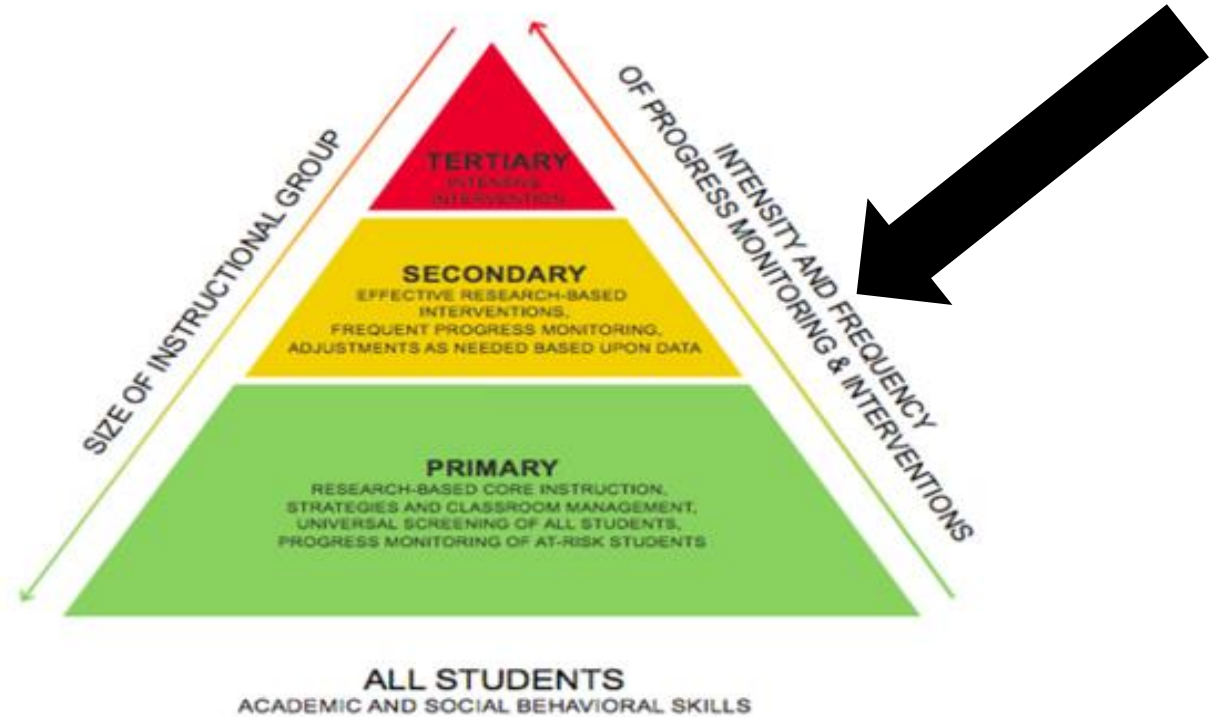 TERTIARY
INTENSIVE
INTERVENTION
SECONDARY
EFFECTIVE RESEARCH-BASED
INTERVENTIONS,
FREQUENT PROGRESS MONITORING,
ADJUSTMENTS AS NEEDED BASED UPON DATA
PRIMARY
RESEARCH-BASED CORE INSTRUCTION,
STRATEGIES AND CLASSROOM MANAGEMENT,
UNIVERSAL SCREENING OF ALL STUDENTS,
PROGRESS MONITORING OF AT-RISK STUDENTS
SIZE OF INSTRUCTIONAL GROUP
INTENSITY AND FREQUENCY
OF PROGRESS MONITORING & INTERVENTIONS
ALL STUDENTS
ACADEMIC AND SOCIAL BEHAVIORAL SKILLS